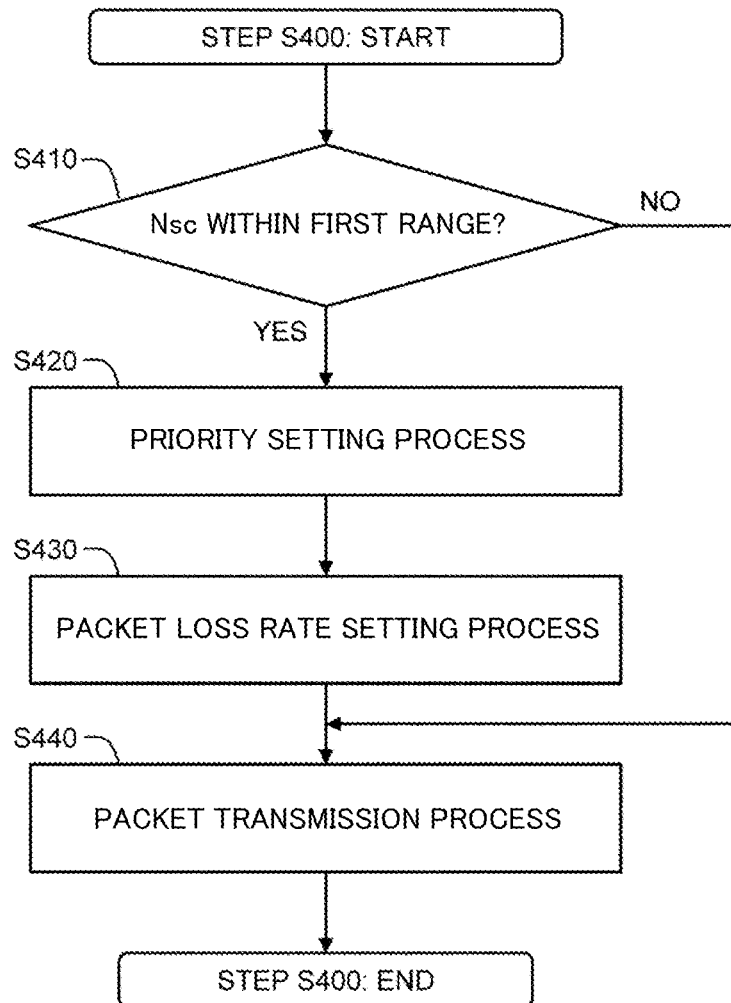 STEP S400: START
S410
Nsc WITHIN FIRST RANGE?
NO
YES
S420
PRIORITY SETTING PROCESS
S430
PACKET LOSS RATE SETTING PROCESS
S440
PACKET TRANSMISSION PROCESS
STEP S400: END